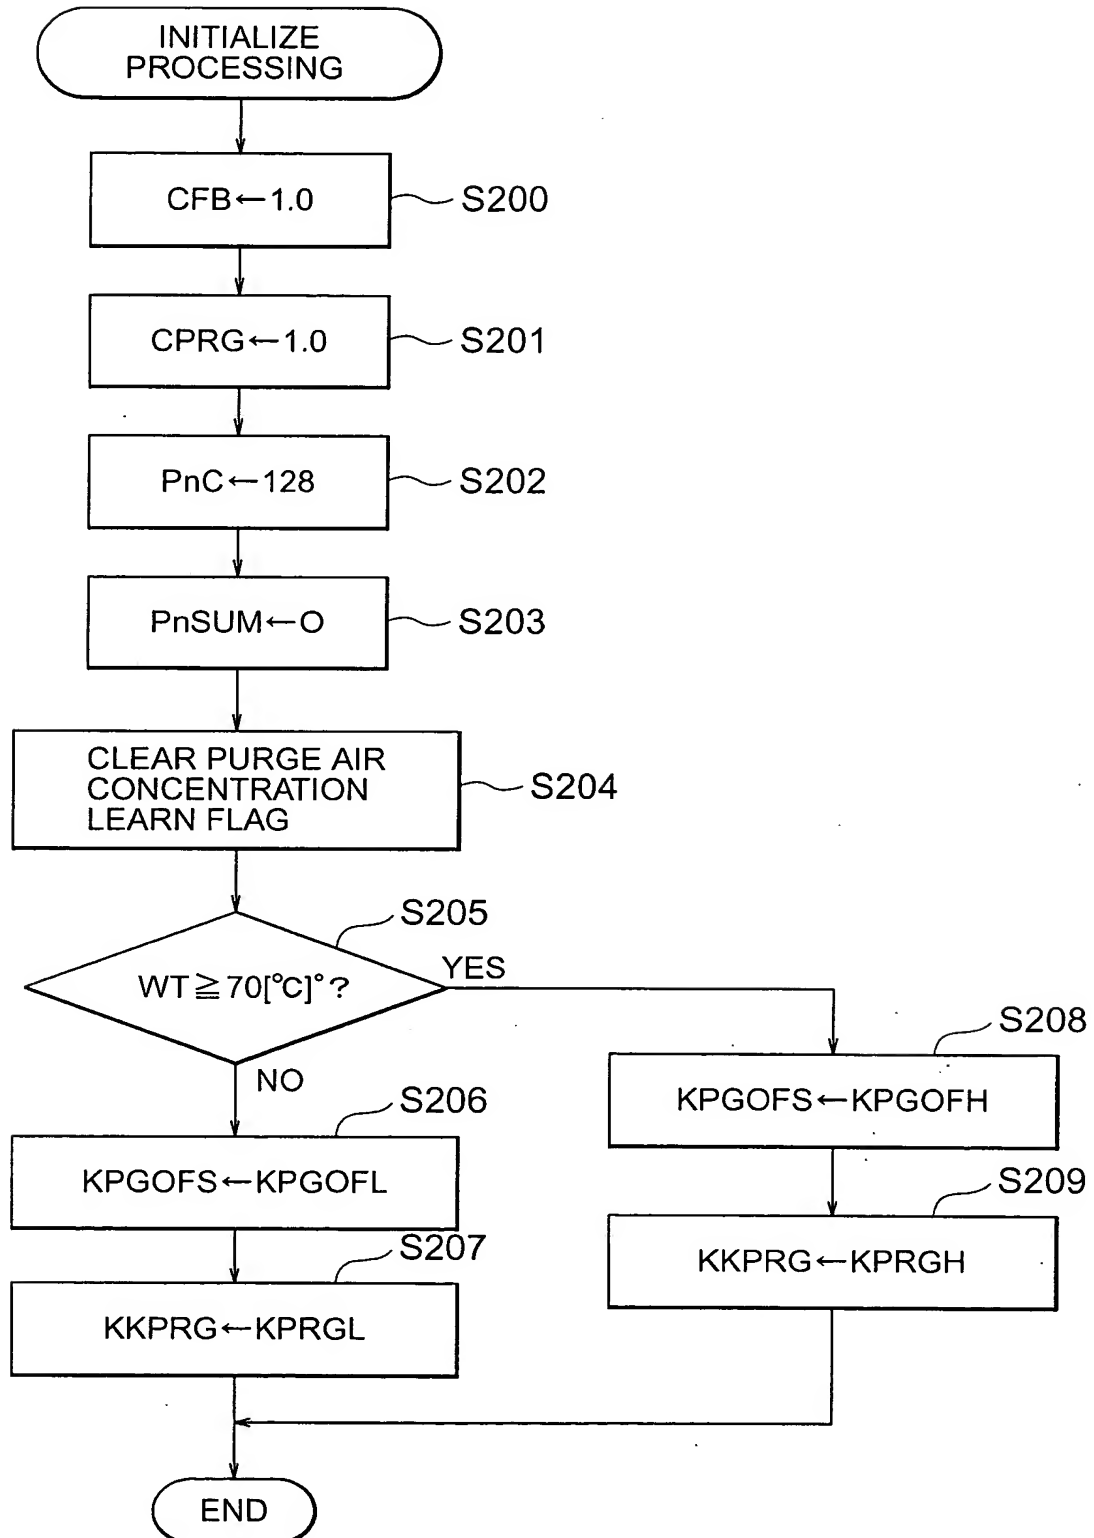 INITIALIZE
PROCESSING
CFB←1.0
S200
CPRG←1.0
S201
PnC←128
S202
PnSUM←O
S203
CLEAR PURGE AIR
CONCENTRATION
LEARN FLAG
S204
S205
WT≧70[℃]°?
YES
NO
S206
KPGOFS←KPGOFL
S207
KKPRG←KPRGL
S208
KPGOFS←KPGOFH
S209
KKPRG←KPRGH
END